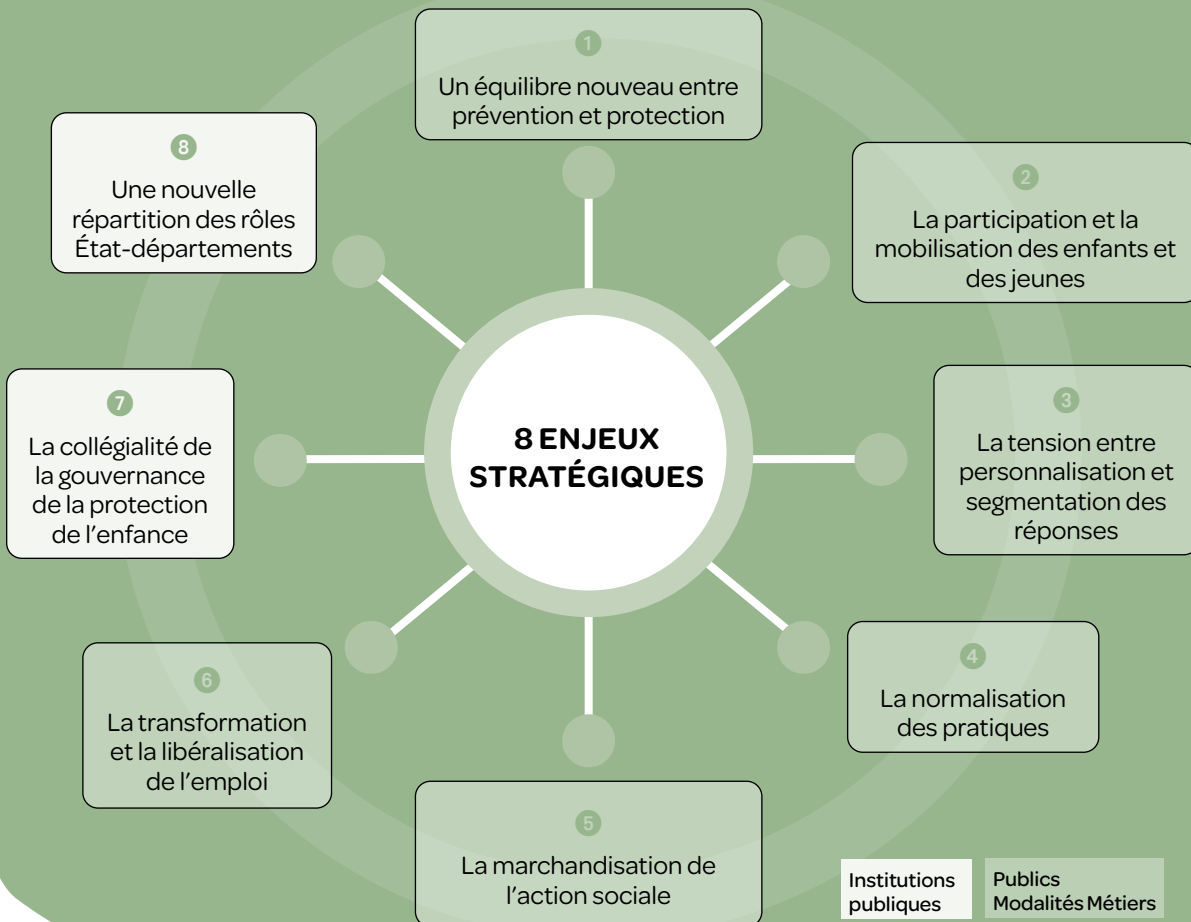 1
Un équilibre nouveau entre
prévention et protection
2
La participation et la
mobilisation des enfants et
des jeunes
3
La tension entre
personnalisation et
segmentation des
réponses
4
La normalisation
des pratiques
5
La marchandisation de
l'action sociale
6
La transformation
et la libéralisation
de l'emploi
7
La collégialité de
la gouvernance
de la protection
de l'enfance
8
Une nouvelle
répartition des rôles
État-départements
8 ENJEUX
STRATÉGIQUES
Institutions
publiques
Publics
Modalités Métiers